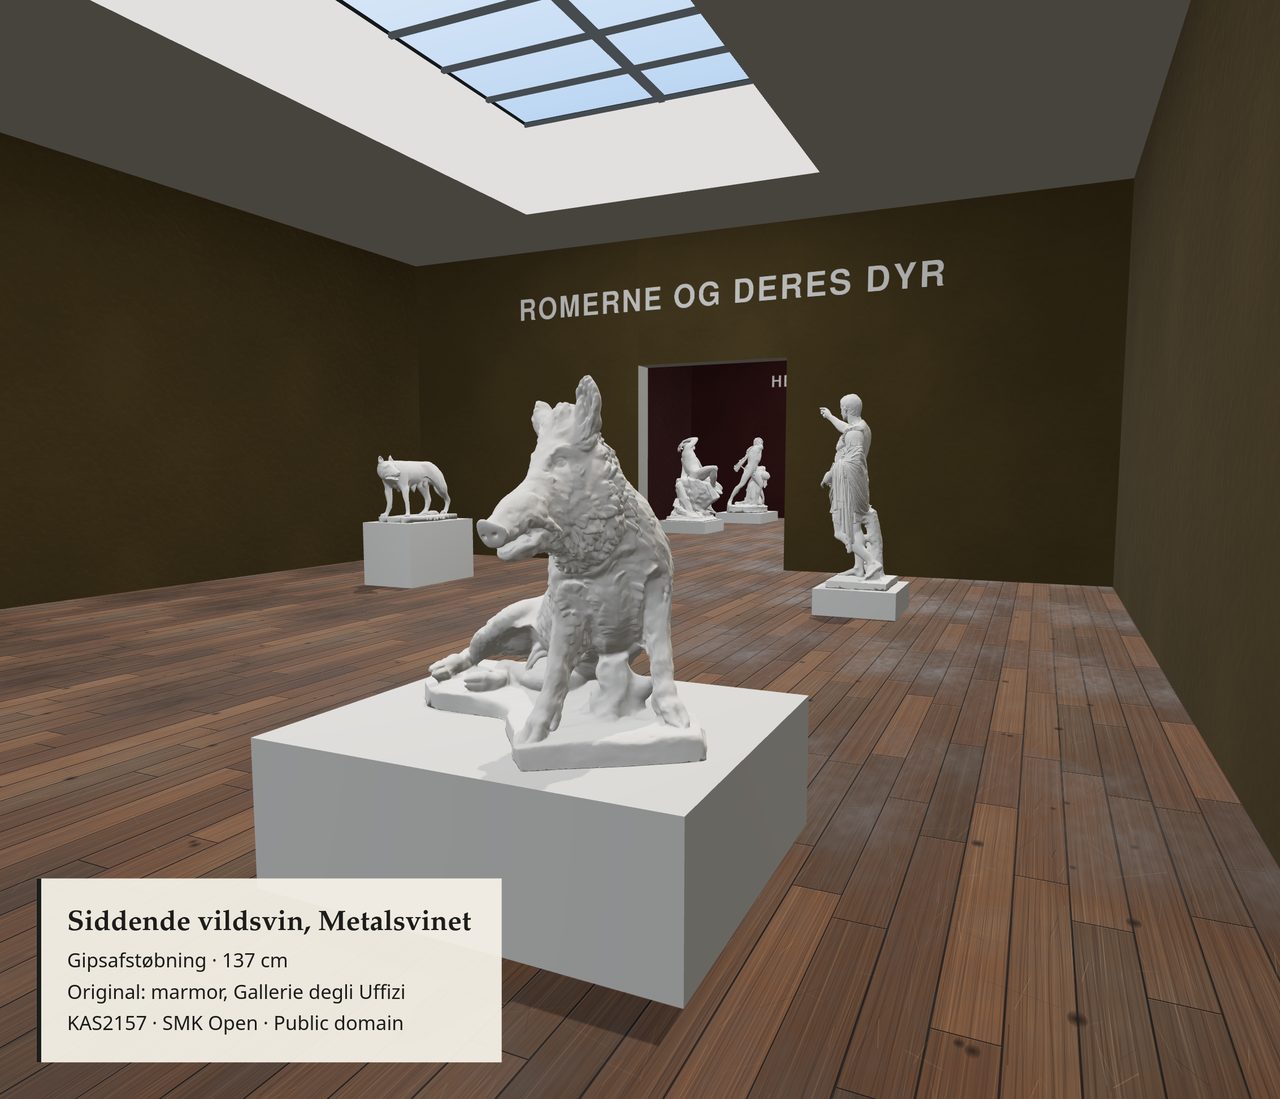 ROMERNE OG DERES DYR
Siddende vildsvin, Metalsvinet
Gipsafstøbning · 137 cm
Original: marmor, Gallerie degli Uffizi
KAS2157 · SMK Open · Public domain